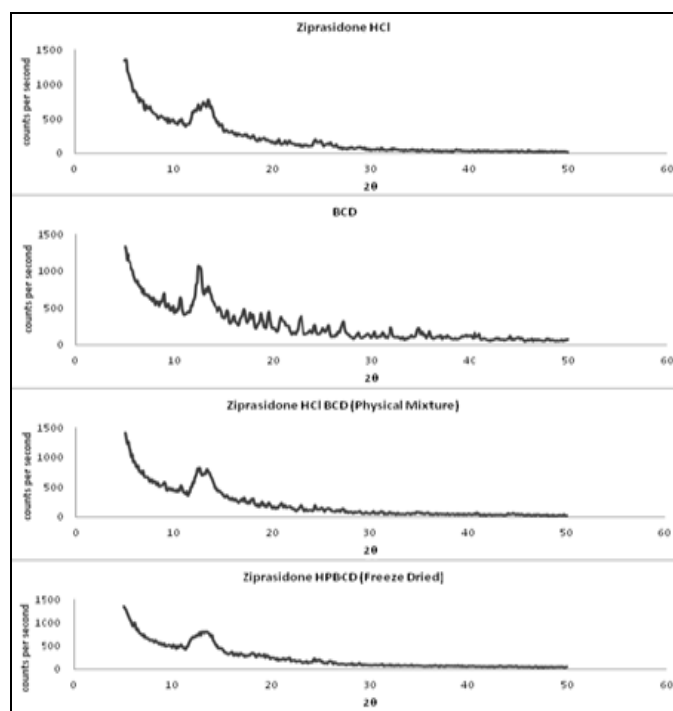 Ziprasidone HCl
counts per second
1500
1000
500
0
0 10 20 30 40 50 60
2θ
BCD
counts per second
1500
1000
500
0
0 10 20 30 40 50 60
2θ
Ziprasidone HCl BCD (Physical Mixture)
counts per second
1500
1000
500
0
0 10 20 30 40 50 60
2θ
Ziprasidone HPBCD (Freeze Dried)
counts per second
1500
1000
500
0
0 10 20 30 40 50 60
2θ